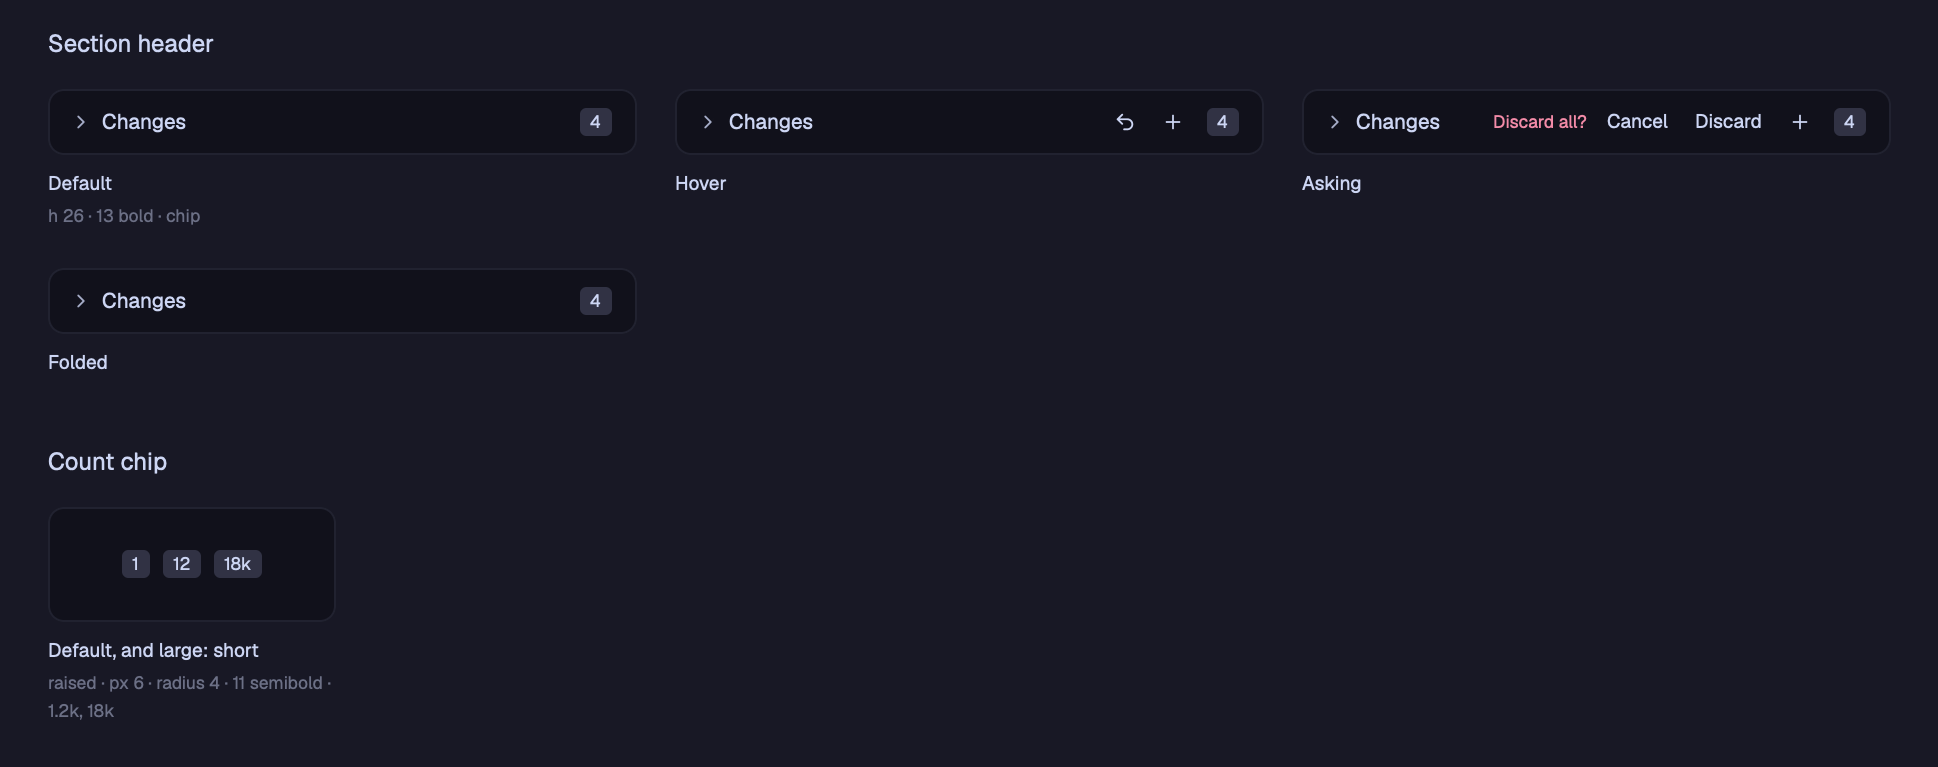 Section header
Changes 4
Changes 4
Changes Discard all? Cancel Discard 4
Default
Hover
Asking
h 26 · 13 bold · chip
Changes 4
Folded
Count chip
1 12 18k
Default, and large: short
raised · px 6 · radius 4 · 11 semibold ·
1.2k, 18k